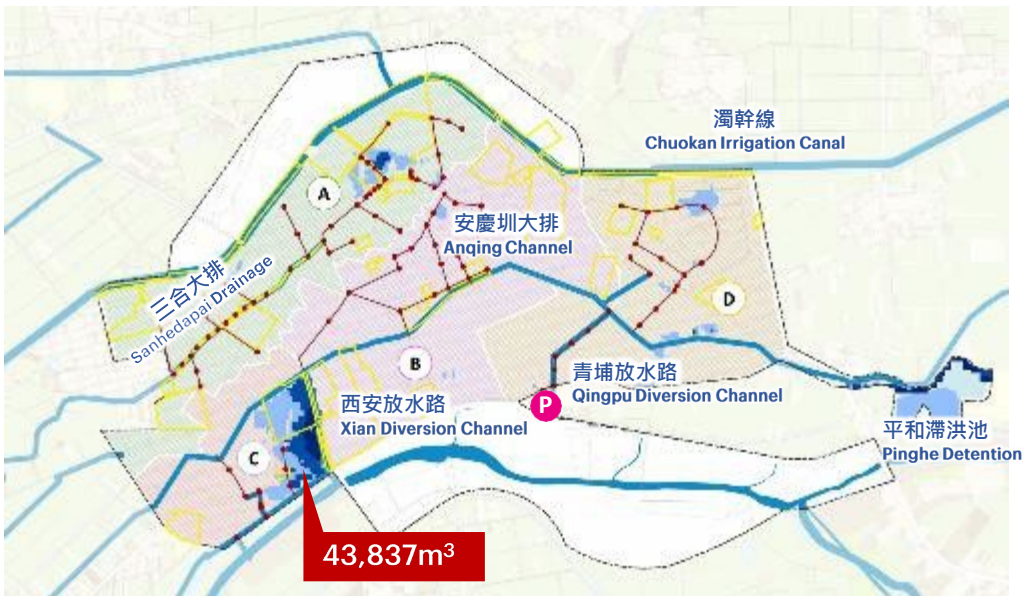 濁幹線
Chuokan Irrigation Canal
A
安慶圳大排
Anqing Channel
三合大排
Sanhedapai Drainage
D
B
青埔放水路
Qingpu Diversion Channel
P
西安放水路
Xian Diversion Channel
平和滯洪池
Pinghe Detention
C
43,837m³